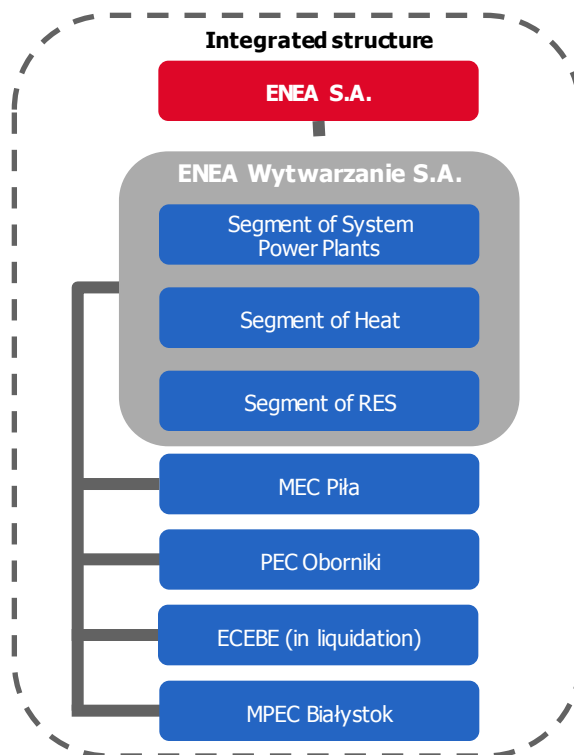 Integrated structure
ENEA S.A.
ENEA Wytwarzanie S.A.
Segment of System
Power Plants
Segment of Heat
Segment of RES
MEC Piła
PEC Oborniki
ECEBE (in liquidation)
MPEC Białystok